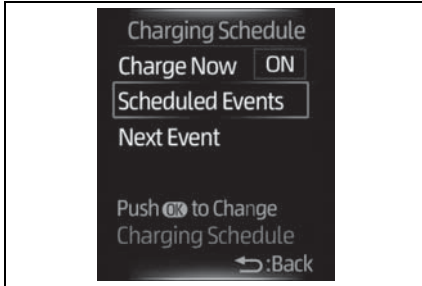 Charging Schedule
Charge Now ON
Scheduled Events
Next Event
Push OK to Change
Charging Schedule
:Back